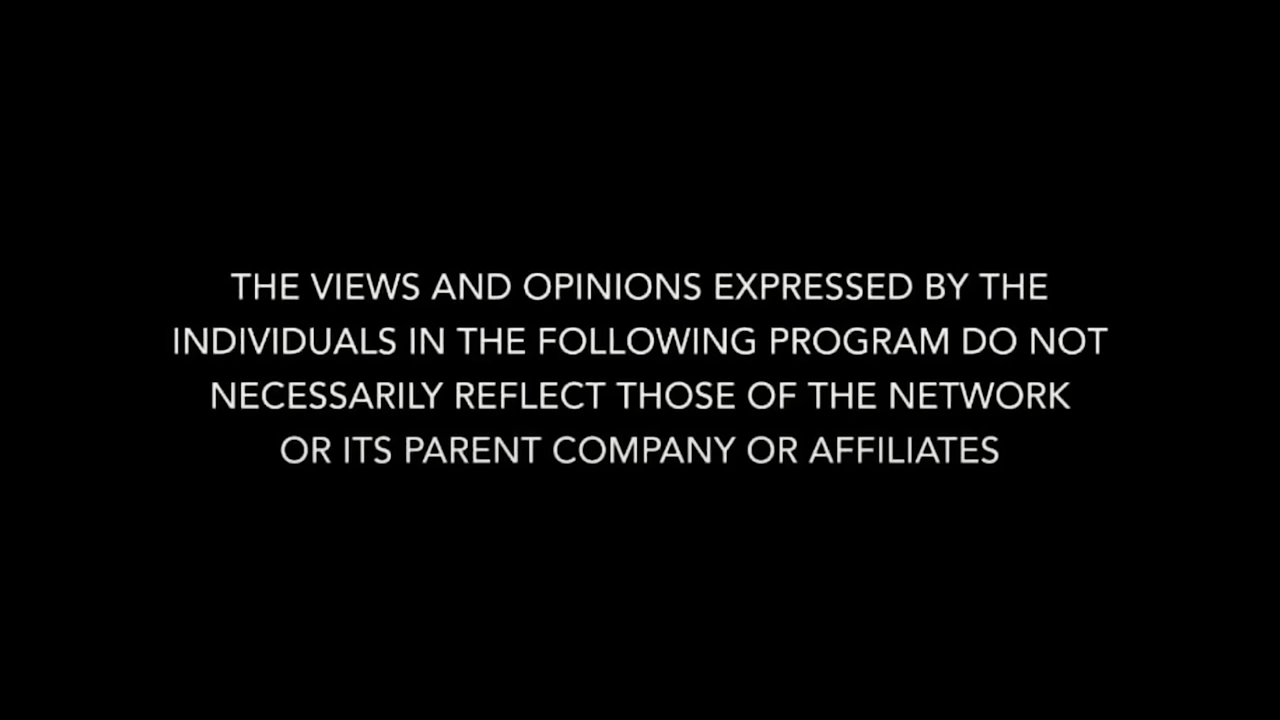 THE VIEWS AND OPINIONS EXPRESSED BY THE
INDIVIDUALS IN THE FOLLOWING PROGRAM DO NOT
NECESSARILY REFLECT THOSE OF THE NETWORK
OR ITS PARENT COMPANY OR AFFILIATES